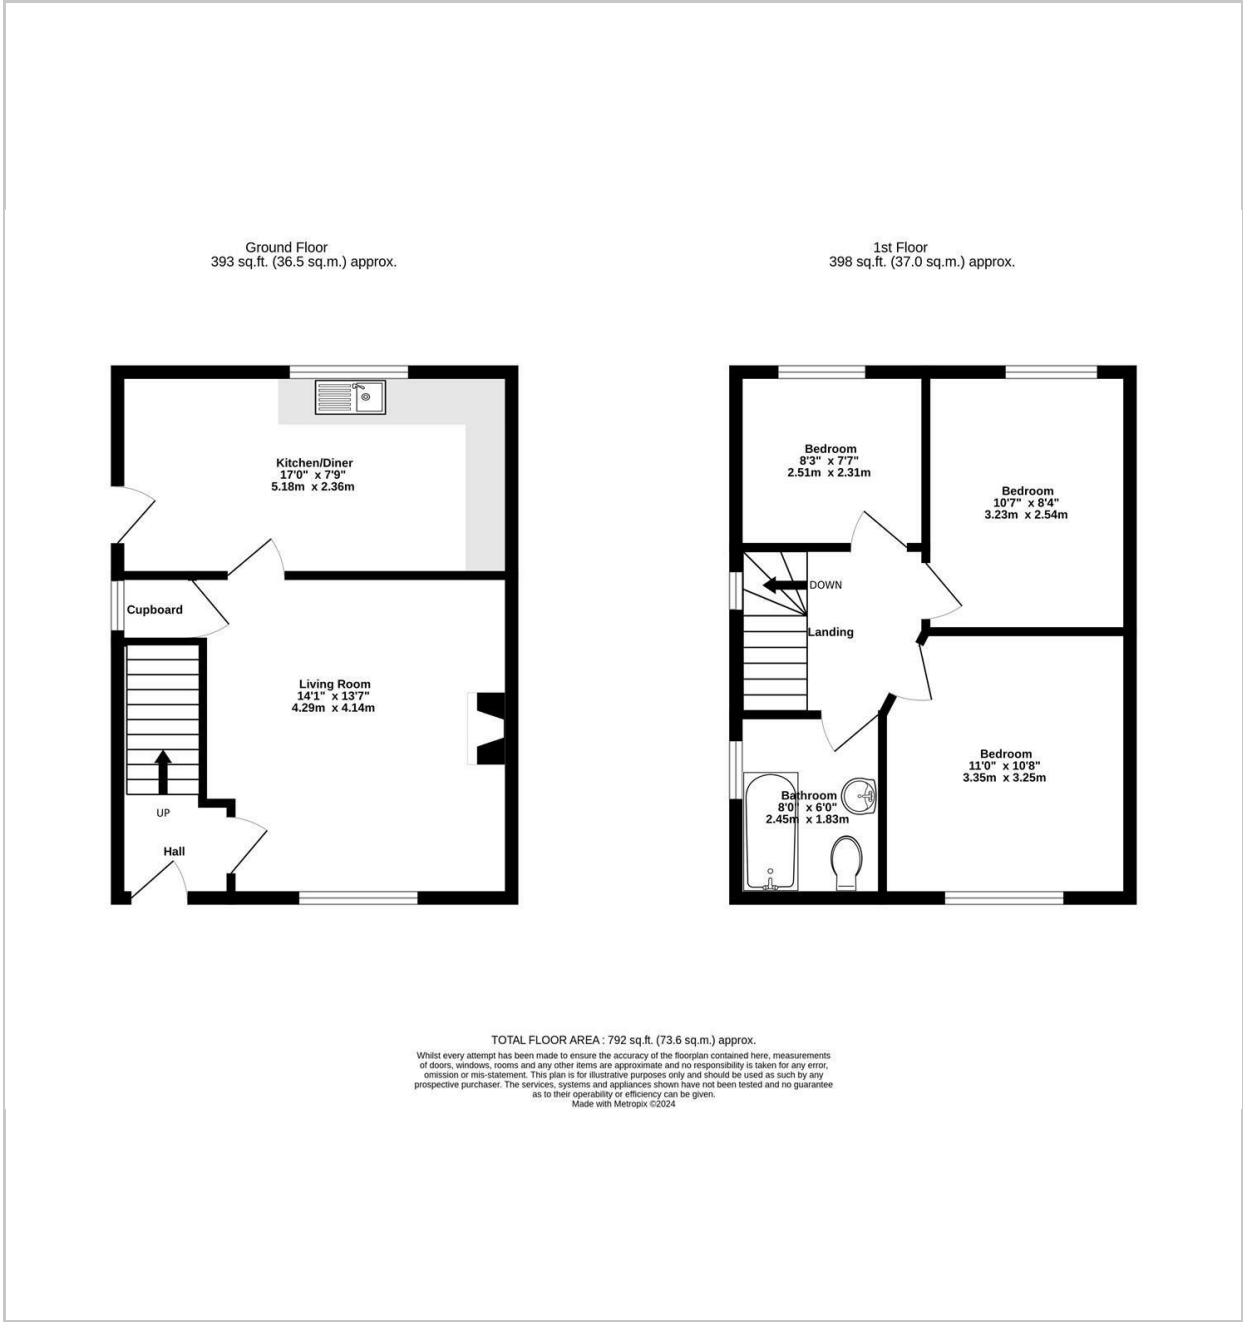 Ground Floor
393 sq.ft. (36.5 sq.m.) approx.
1st Floor
398 sq.ft. (37.0 sq.m.) approx.
Kitchen/Diner
17'0" x 7'9"
5.18m x 2.36m
Cupboard
Living Room
14'1" x 13'7"
4.29m x 4.14m
UP
Hall
Bedroom
8'3" x 7'7"
2.51m x 2.31m
Bedroom
10'7" x 8'4"
3.23m x 2.54m
DOWN
Landing
Bedroom
11'0" x 10'8"
3.35m x 3.25m
Bathroom
8'0" x 6'0"
2.45m x 1.83m
TOTAL FLOOR AREA : 792 sq.ft. (73.6 sq.m.) approx.
Whilst every attempt has been made to ensure the accuracy of the floorplan contained here, measurements
of doors, windows, rooms and any other items are approximate and no responsibility is taken for any error,
omission or mis-statement. This plan is for illustrative purposes only and should be used as such by any
prospective purchaser. The services, systems and appliances shown have not been tested and no guarantee
as to their operability or efficiency can be given.
Made with Metropix ©2024